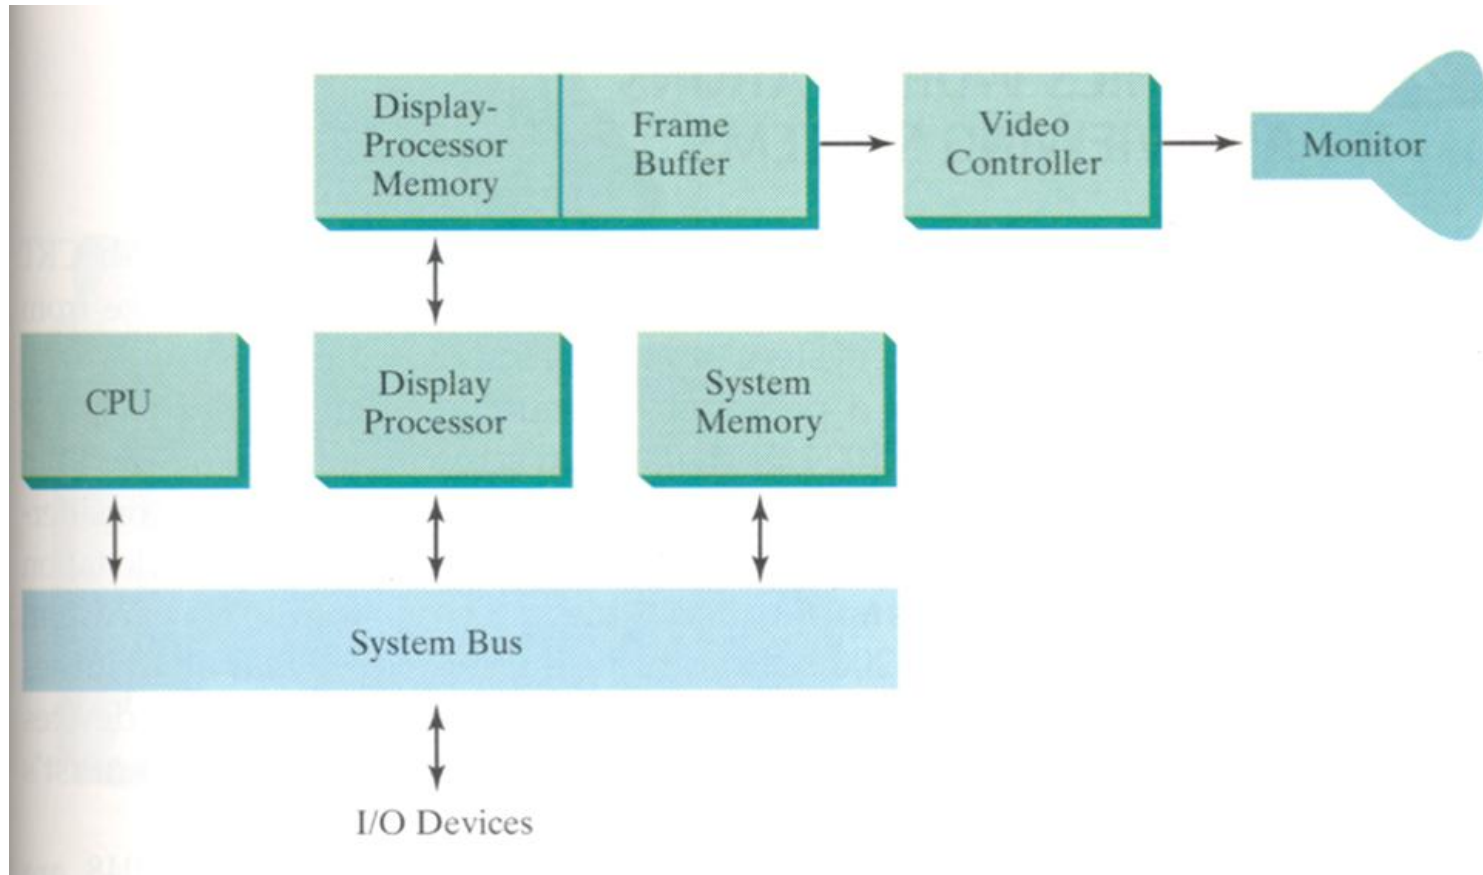 Display-
Processor
Memory
Frame
Buffer
Video
Controller
Monitor
CPU
Display
Processor
System
Memory
System Bus
I/O Devices